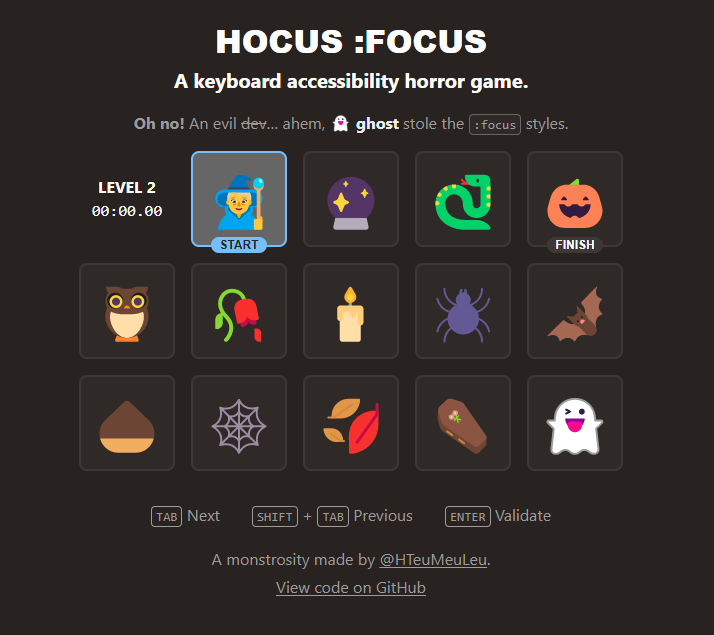 HOCUS :FOCUS
A keyboard accessibility horror game.
Oh no! An evil dev... ahem, 👻 ghost stole the :focus styles.
LEVEL 2
00:00.00
START
FINISH
TAB Next SHIFT + TAB Previous ENTER Validate
A monstrosity made by @HTeuMeuLeu.
View code on GitHub